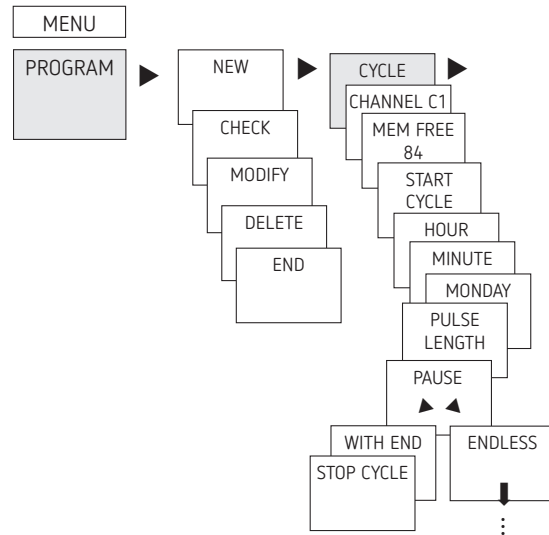 MENU
PROGRAM
NEW
CHECK
MODIFY
DELETE
END
CYCLE
CHANNEL C1
MEM FREE
84
START
CYCLE
HOUR
MINUTE
MONDAY
PULSE
LENGTH
PAUSE
WITH END
STOP CYCLE
ENDLESS